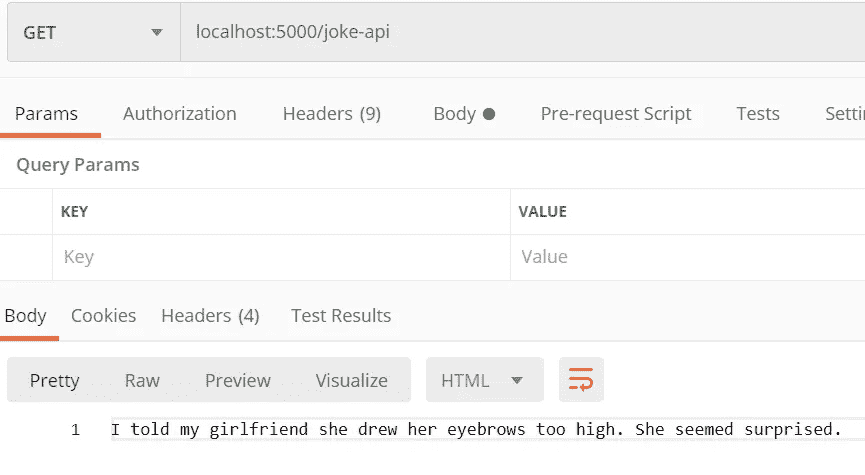 GET localhost:5000/joke-api
Params Authorization Headers (9) Body Pre-request Script Tests Setti
Query Params
KEY VALUE
Key Value
Body Cookies Headers (4) Test Results
Pretty Raw Preview Visualize HTML
1 I told my girlfriend she drew her eyebrows too high. She seemed surprised.